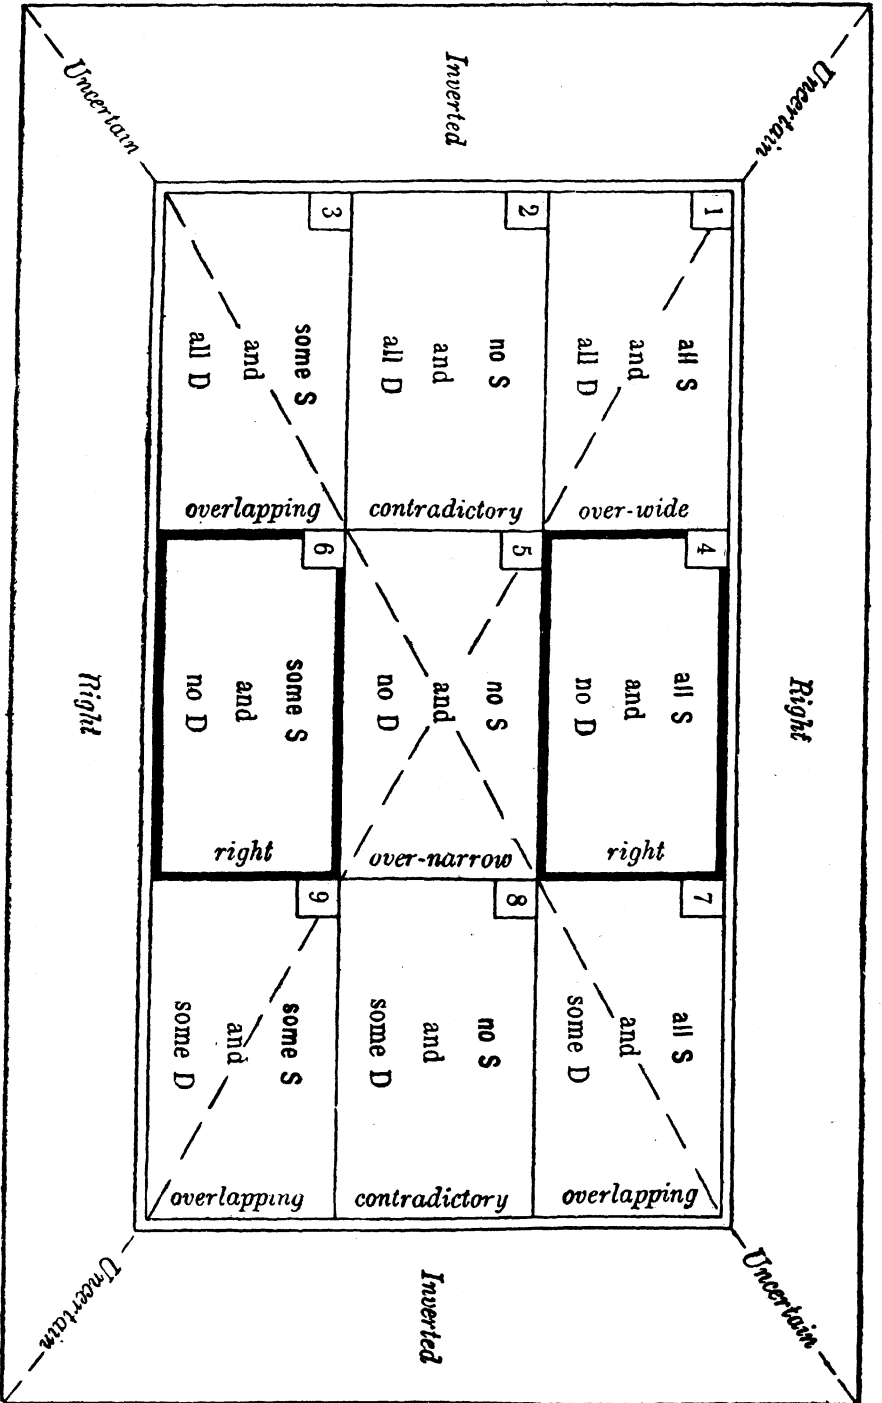 Uncertain
Right
Uncertain
Inverted
1
all S
and
all D
over-wide
4
all S
and
no D
right
7
all S
and
some D
overlapping
2
no S
and
all D
contradictory
5
no S
and
no D
over-narrow
8
no S
and
some D
contradictory
3
some S
and
all D
overlapping
6
some S
and
no D
right
9
some S
and
some D
overlapping
Inverted
Uncertain
Right
Uncertain